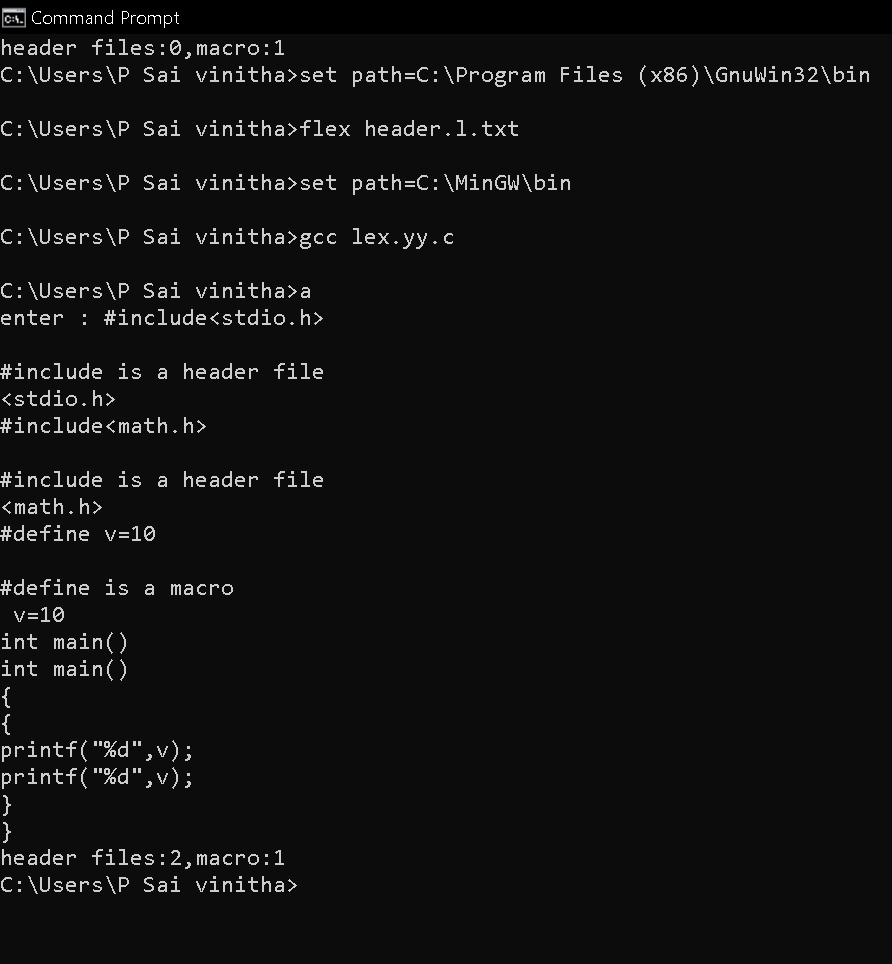 Command Prompt
header files:0,macro:1
C:\Users\P Sai vinitha>set path=C:\Program Files (x86)\GnuWin32\bin
C:\Users\P Sai vinitha>flex header.l.txt
C:\Users\P Sai vinitha>set path=C:\MinGW\bin
C:\Users\P Sai vinitha>gcc lex.yy.c
C:\Users\P Sai vinitha>a
enter : #include<stdio.h>
#include is a header file
<stdio.h>
#include<math.h>
#include is a header file
<math.h>
#define v=10
#define is a macro
 v=10
int main()
int main()
{
{
printf("%d",v);
printf("%d",v);
}
}
header files:2,macro:1
C:\Users\P Sai vinitha>